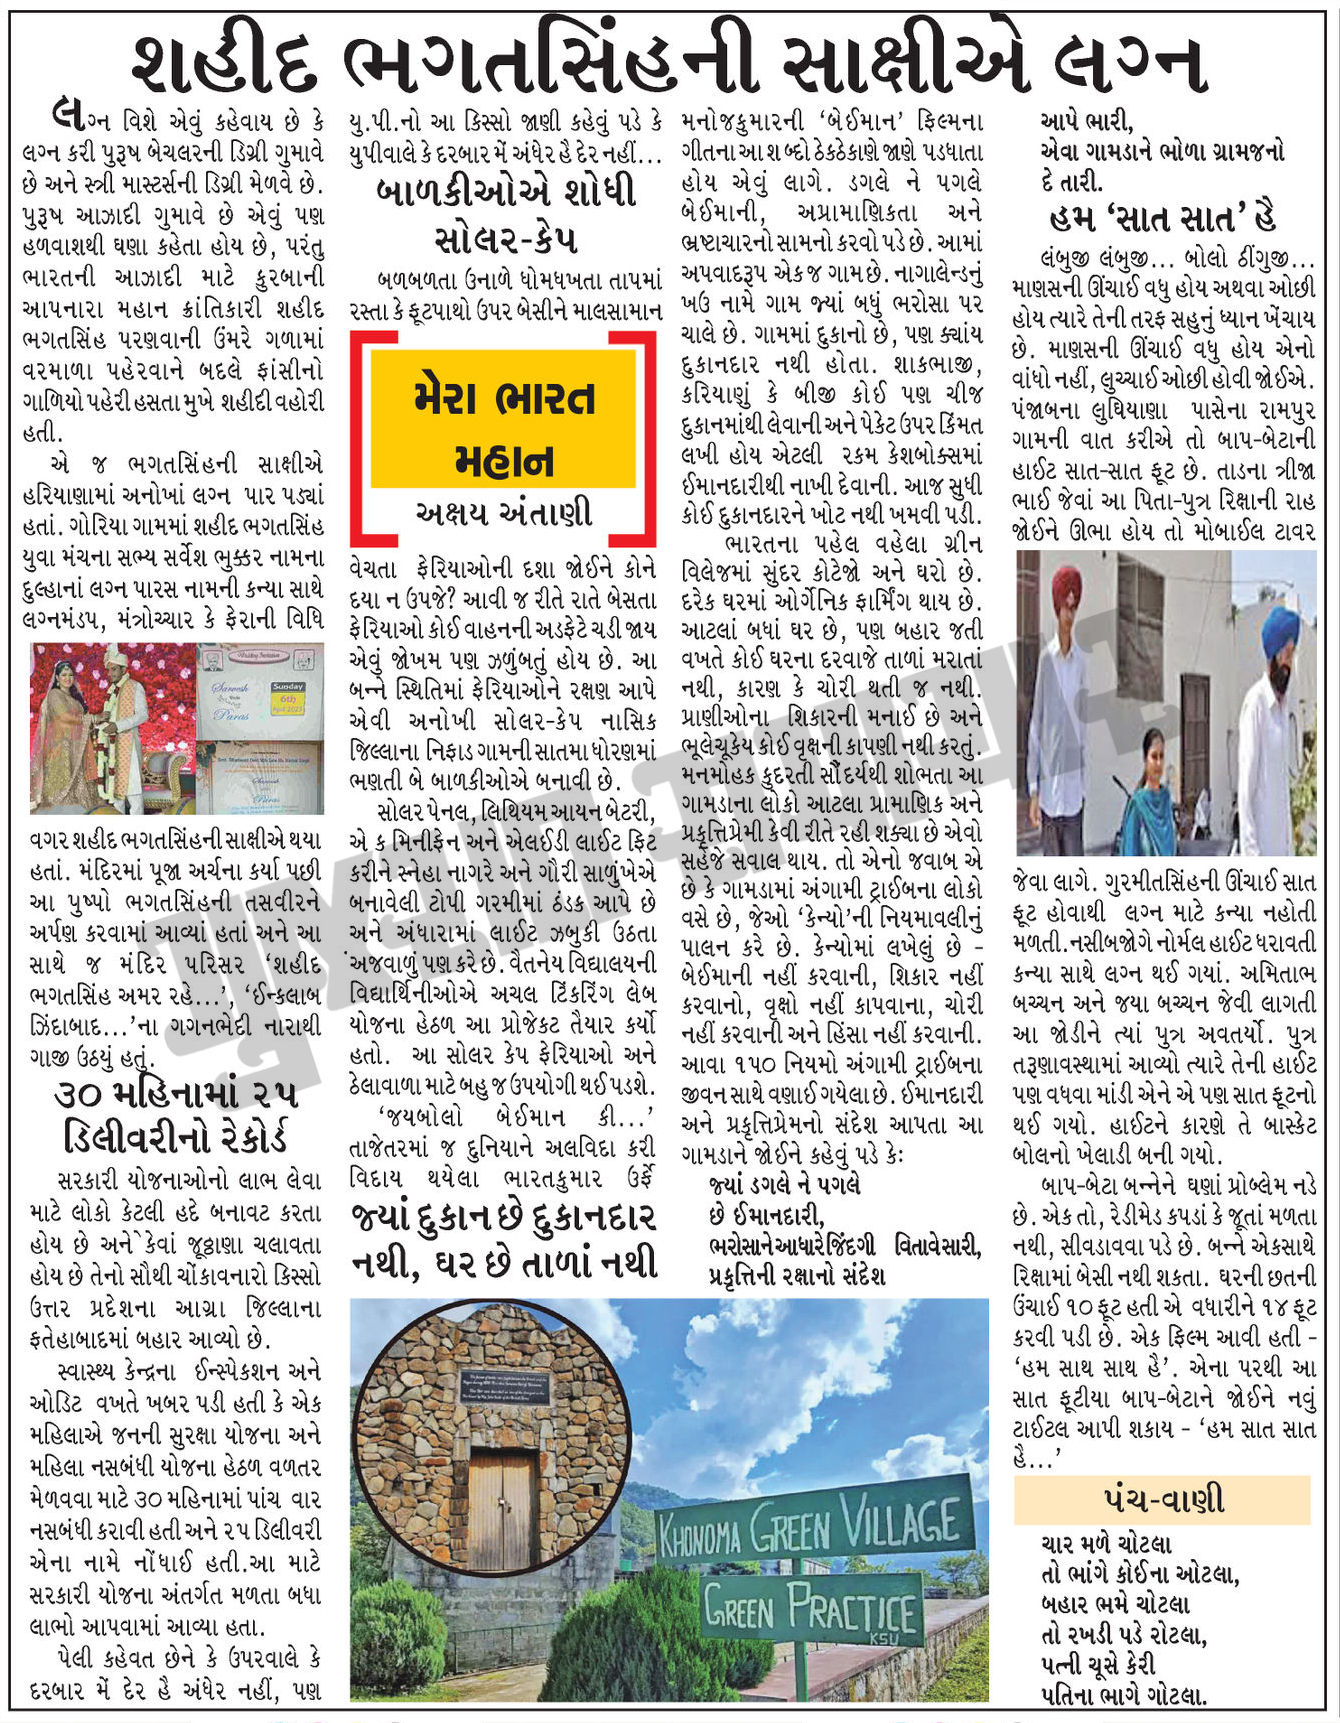 શહીદ ભગતસિંહની સાક્ષીએ લગ્ન
લગ્ન વિશે એવું કહેવાય છે કે
લગ્ન કરી પુરૂષ બેચલરની ડિગ્રી ગુમાવે
છે અને સ્ત્રી માસ્ટર્સની ડિગ્રી મેળવે છે.
પુરૂષ આઝાદી ગુમાવે છે એવું પણ
હળવાશથી ઘણા કહેતા હોય છે, પરંતુ
ભારતની આઝાદી માટે કુરબાની
આપનારા મહાન ક્રાંતિકારી શહીદ
ભગતસિંહ પરણવાની ઉંમરે ગળામાં
વરમાળા પહેરવાને બદલે ફાંસીનો
ગાળિયો પહેરી હસતા મુખે શહીદી વહોરી
હતી.
એ જ ભગતસિંહની સાક્ષીએ
હરિયાણામાં અનોખાં લગ્ન પાર પડ્યાં
હતાં. ગોરિયા ગામમાં શહીદ ભગતસિંહ
યુવા મંચના સભ્ય સર્વેશ ભુક્કર નામના
દુલ્હાનાં લગ્ન પારસ નામની કન્યા સાથે
લગ્નમંડપ, મંત્રોચ્ચાર કે ફેરાની વિધિ
Wedding Invitation
Sarvesh
Paras
Sunday
6th
April 2025
Sarvesh
Paras
વગર શહીદ ભગતસિંહની સાક્ષીએ થયા
હતાં. મંદિરમાં પૂજા અર્ચના કર્યા પછી
આ પુષ્પો ભગતસિંહની તસવીરને
અર્પણ કરવામાં આવ્યાં હતાં અને આ
સાથે જ મંદિર પરિસર ‘શહીદ
ભગતસિંહ અમર રહે...’, ‘ઈન્કલાબ
ઝિંદાબાદ...’ના ગગનભેદી નારાથી
ગાજી ઉઠયું હતું.
૩૦ મહિનામાં ૨૫
ડિલીવરીનો રેકોર્ડ
સરકારી યોજનાઓનો લાભ લેવા
માટે લોકો કેટલી હદે બનાવટ કરતા
હોય છે અને કેવાં જૂઠ્ઠાણા ચલાવતા
હોય છે તેનો સૌથી ચોંકાવનારો કિસ્સો
ઉત્તર પ્રદેશના આગ્રા જિલ્લાના
ફતેહાબાદમાં બહાર આવ્યો છે.
સ્વાસ્થ્ય કેન્દ્રના ઈન્સ્પેકશન અને
ઓડિટ વખતે ખબર પડી હતી કે એક
મહિલાએ જનની સુરક્ષા યોજના અને
મહિલા નસબંધી યોજના હેઠળ વળતર
મેળવવા માટે ૩૦ મહિનામાં પાંચ વાર
નસબંધી કરાવી હતી અને ૨૫ ડિલીવરી
એના નામે નોંધાઈ હતી.આ માટે
સરકારી યોજના અંતર્ગત મળતા બધા
લાભો આપવામાં આવ્યા હતા.
પેલી કહેવત છેને કે ઉપરવાલે કે
દરબાર મેં દેર હૈ અંધેર નહીં, પણ
યુ.પી.નો આ કિસ્સો જાણી કહેવું પડે કે
યુપીવાલે કે દરબાર મેં અંધેર હૈ દેર નહીં...
બાળકીઓએ શોધી
સોલર-કેપ
બળબળતા ઉનાળે ધોમધખતા તાપમાં
રસ્તા કે ફૂટપાથો ઉપર બેસીને માલસામાન
મેરા ભારત
મહાન
અક્ષય અંતાણી
વેચતા ફેરિયાઓની દશા જોઈને કોને
દયા ન ઉપજે? આવી જ રીતે રાતે બેસતા
ફેરિયાઓ કોઈ વાહનની અડફેટે ચડી જાય
એવું જોખમ પણ ઝળુંબતું હોય છે. આ
બન્ને સ્થિતિમાં ફેરિયાઓને રક્ષણ આપે
એવી અનોખી સોલર-કેપ નાસિક
જિલ્લાના નિફાડ ગામની સાતમા ધોરણમાં
ભણતી બે બાળકીઓએ બનાવી છે.
સોલર પેનલ, લિથિયમ આયન બેટરી,
એ ક મિનીફેન અને એલઈડી લાઈટ ફિટ
કરીને સ્નેહા નાગરે અને ગૌરી સાળુંખેએ
બનાવેલી ટોપી ગરમીમાં ઠંડક આપે છે
અને અંધારામાં લાઈટ ઝબુકી ઉઠતા
અંજવાળું પણ કરે છે. વૈતનેય વિદ્યાલયની
વિદ્યાર્થિનીઓએ અચલ ટિંકરિંગ લેબ
યોજના હેઠળ આ પ્રોજેકટ તૈયાર કર્યો
હતો. આ સોલર કેપ ફેરિયાઓ અને
ઠેલાવાળા માટે બહુ જ ઉપયોગી થઈ પડશે.
‘જયબોલો બેઈમાન કી...’
તાજેતરમાં જ દુનિયાને અલવિદા કરી
વિદાય થયેલા ભારતકુમાર ઉર્ફે
જ્યાં દુકાન છે દુકાનદાર
નથી, ઘર છે તાળાં નથી
મનોજકુમારની ‘બેઈમાન’ ફિલ્મના
ગીતના આ શબ્દો ઠેકઠેકાણે જાણે પડઘાતા
હોય એવું લાગે. ડગલે ને પગલે
બેઈમાની, અપ્રામાણિકતા અને
ભ્રષ્ટાચારનો સામનો કરવો પડે છે. આમાં
અપવાદરૂપ એક જ ગામ છે. નાગાલેન્ડનું
ખઉ નામે ગામ જ્યાં બધું ભરોસા પર
ચાલે છે. ગામમાં દુકાનો છે, પણ ક્યાંય
દુકાનદાર નથી હોતા. શાકભાજી,
કરિયાણું કે બીજી કોઈ પણ ચીજ
દુકાનમાંથી લેવાની અને પેકેટ ઉપર કિંમત
લખી હોય એટલી રકમ કેશબોક્સમાં
ઈમાનદારીથી નાખી દેવાની. આજ સુધી
કોઈ દુકાનદારને ખોટ નથી ખમવી પડી.
ભારતના પહેલ વહેલા ગ્રીન
વિલેજમાં સુંદર કોટેજો અને ઘરો છે.
દરેક ઘરમાં ઓર્ગેનિક ફાર્મિંગ થાય છે.
આટલાં બધાં ઘર છે, પણ બહાર જતી
વખતે કોઈ ઘરના દરવાજે તાળાં મરાતાં
નથી, કારણ કે ચોરી થતી જ નથી.
પ્રાણીઓના શિકારની મનાઈ છે અને
ભૂલેચૂકેય કોઈ વૃક્ષની કાપણી નથી કરતું.
મનમોહક કુદરતી સૌંદર્યથી શોભતા આ
ગામડાના લોકો આટલા પ્રામાણિક અને
પ્રકૃત્તિપ્રેમી કેવી રીતે રહી શક્યા છે એવો
સહેજે સવાલ થાય. તો એનો જવાબ એ
છે કે ગામડામાં અંગામી ટ્રાઈબના લોકો
વસે છે, જેઓ ‘કેન્યો’ની નિયમાવલીનું
પાલન કરે છે. કેન્યોમાં લખેલું છે -
બેઈમાની નહીં કરવાની, શિકાર નહીં
કરવાનો, વૃક્ષો નહીં કાપવાના, ચોરી
નહીં કરવાની અને હિંસા નહીં કરવાની.
આવા ૧૫૦ નિયમો અંગામી ટ્રાઈબના
જીવન સાથે વણાઈ ગયેલા છે. ઈમાનદારી
અને પ્રકૃત્તિપ્રેમનો સંદેશ આપતા આ
ગામડાને જોઈને કહેવું પડે કેઃ
જ્યાં ડગલે ને પગલે
છે ઈમાનદારી,
ભરોસાને આધારે જિંદગી વિતાવે સારી,
પ્રકૃત્તિની રક્ષાનો સંદેશ
KHONOMA GREEN VILLAGE
GREEN PRACTICE
KSU
આપે ભારી,
એવા ગામડાને ભોળા ગ્રામજનો
દે તારી.
હમ ‘સાત સાત’ હૈ
લંબુજી લંબુજી... બોલો ઠીંગુજી...
માણસની ઊંચાઈ વધુ હોય અથવા ઓછી
હોય ત્યારે તેની તરફ સહુનું ધ્યાન ખેંચાય
છે. માણસની ઊંચાઈ વધુ હોય એનો
વાંધો નહીં, લુચ્ચાઈ ઓછી હોવી જોઈએ.
પંજાબના લુધિયાણા પાસેના રામપુર
ગામની વાત કરીએ તો બાપ-બેટાની
હાઈટ સાત-સાત ફૂટ છે. તાડના ત્રીજા
ભાઈ જેવાં આ પિતા-પુત્ર રિક્ષાની રાહ
જોઈને ઊભા હોય તો મોબાઈલ ટાવર
જેવા લાગે. ગુરમીતસિંહની ઊંચાઈ સાત
ફૂટ હોવાથી લગ્ન માટે કન્યા નહોતી
મળતી. નસીબજોગે નોર્મલ હાઈટ ધરાવતી
કન્યા સાથે લગ્ન થઈ ગયાં. અમિતાભ
બચ્ચન અને જયા બચ્ચન જેવી લાગતી
આ જોડીને ત્યાં પુત્ર અવતર્યો. પુત્ર
તરૂણાવસ્થામાં આવ્યો ત્યારે તેની હાઈટ
પણ વધવા માંડી એને એ પણ સાત ફૂટનો
થઈ ગયો. હાઈટને કારણે તે બાસ્કેટ
બોલનો ખેલાડી બની ગયો.
બાપ-બેટા બન્નેને ઘણાં પ્રોબ્લેમ નડે
છે. એક તો, રેડીમેડ કપડાં કે જૂતાં મળતા
નથી, સીવડાવવા પડે છે. બન્ને એકસાથે
રિક્ષામાં બેસી નથી શકતા. ઘરની છતની
ઉંચાઈ ૧૦ ફૂટ હતી એ વધારીને ૧૪ ફૂટ
કરવી પડી છે. એક ફિલ્મ આવી હતી -
‘હમ સાથ સાથ હૈ’. એના પરથી આ
સાત ફૂટીયા બાપ-બેટાને જોઈને નવું
ટાઈટલ આપી શકાય - ‘હમ સાત સાત
હૈ...’
પંચ-વાણી
ચાર મળે ચોટલા
તો ભાંગે કોઈના ઓટલા,
બહાર ભમે ચોટલા
તો રખડી પડે રોટલા,
પત્ની ચૂસે કેરી
પતિના ભાગે ગોટલા.